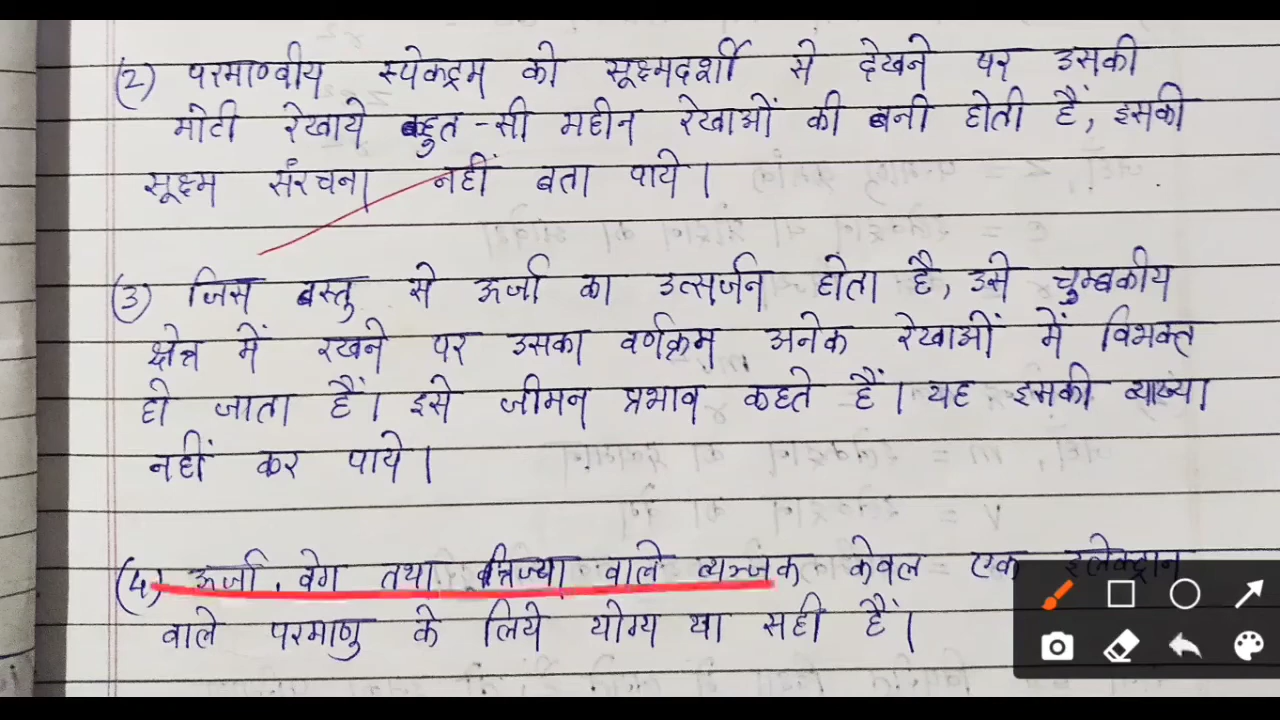 (2) परमाण्वीय स्पेक्ट्रम को सूक्ष्मदर्शी से देखने पर उसकी
मोटी रेखाये बहुत-सी महीन रेखाओं की बनी होती हैं, इसकी
सूक्ष्म संरचना नहीं बता पाये।
(3) जिस वस्तु से ऊर्जा का उत्सर्जन होता है, उसे चुम्बकीय
क्षेत्र में रखने पर उसका वर्णक्रम अनेक रेखाओं में विभक्त
हो जाता हैं। इसे जीमन प्रभाव कहते हैं। यह इसकी व्याख्या
नहीं कर पाये।
(4) ऊर्जा, वेग तथा त्रिज्या वाले व्यञ्जक केवल एक इलेक्ट्रान
वाले परमाणु के लिये योग्य या सही हैं।